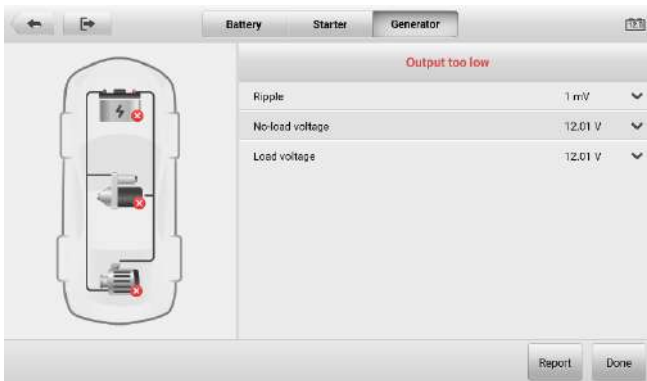 Battery Starter Generator
Output too low
Ripple 1 mV
No-load voltage 12.01 V
Load voltage 12.01 V
Report Done